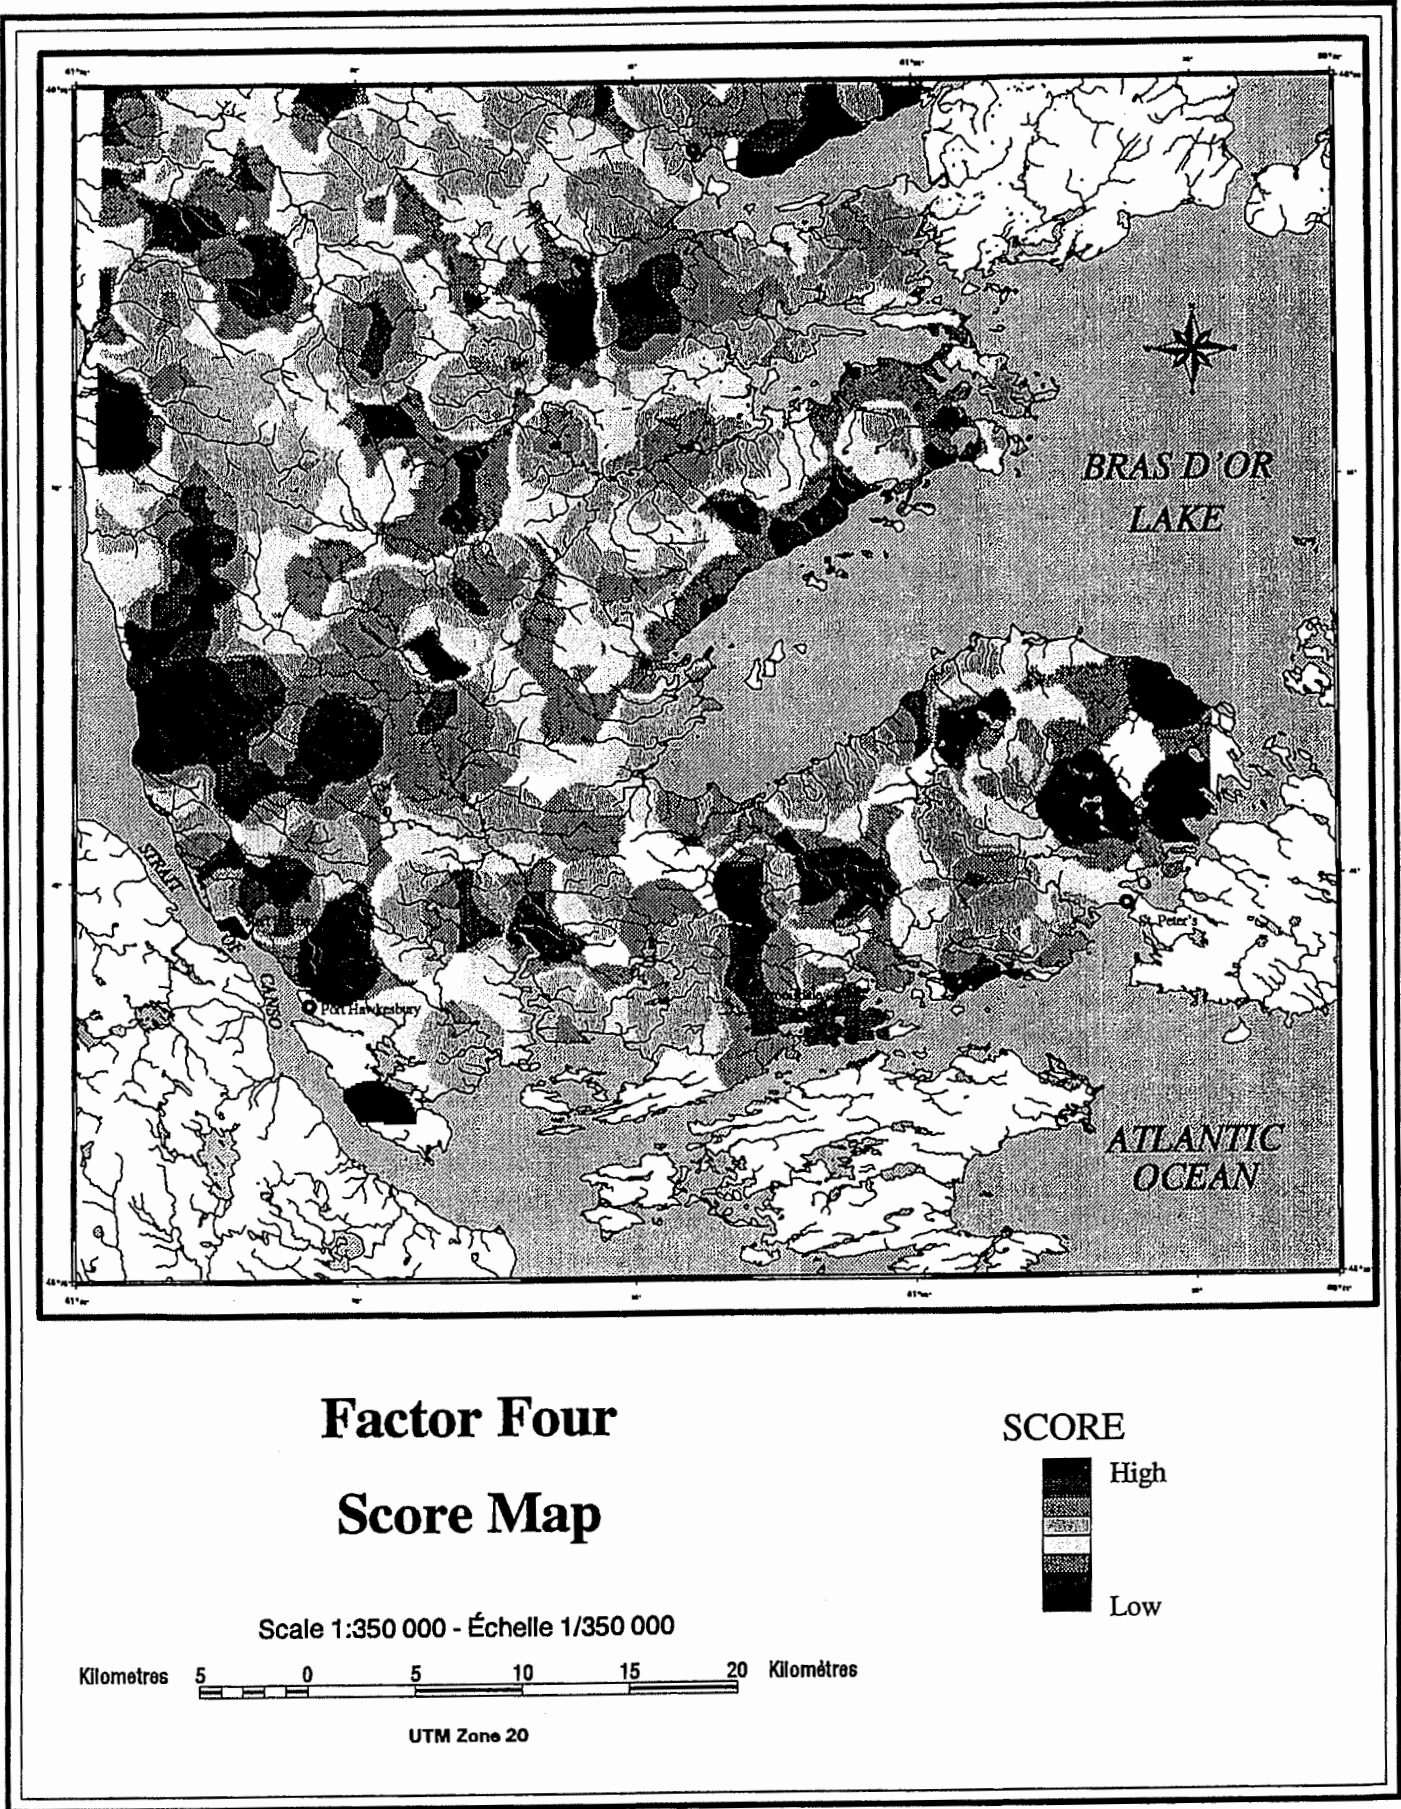 BRAS D'OR
LAKE
STRAIT
OF
CANSO
St. Peter's
Port Hawkesbury
ATLANTIC
OCEAN
Factor Four
Score Map
SCORE
High
Low
Scale 1:350 000 - Échelle 1/350 000
Kilometres 5 0 5 10 15 20 Kilomètres
UTM Zone 20